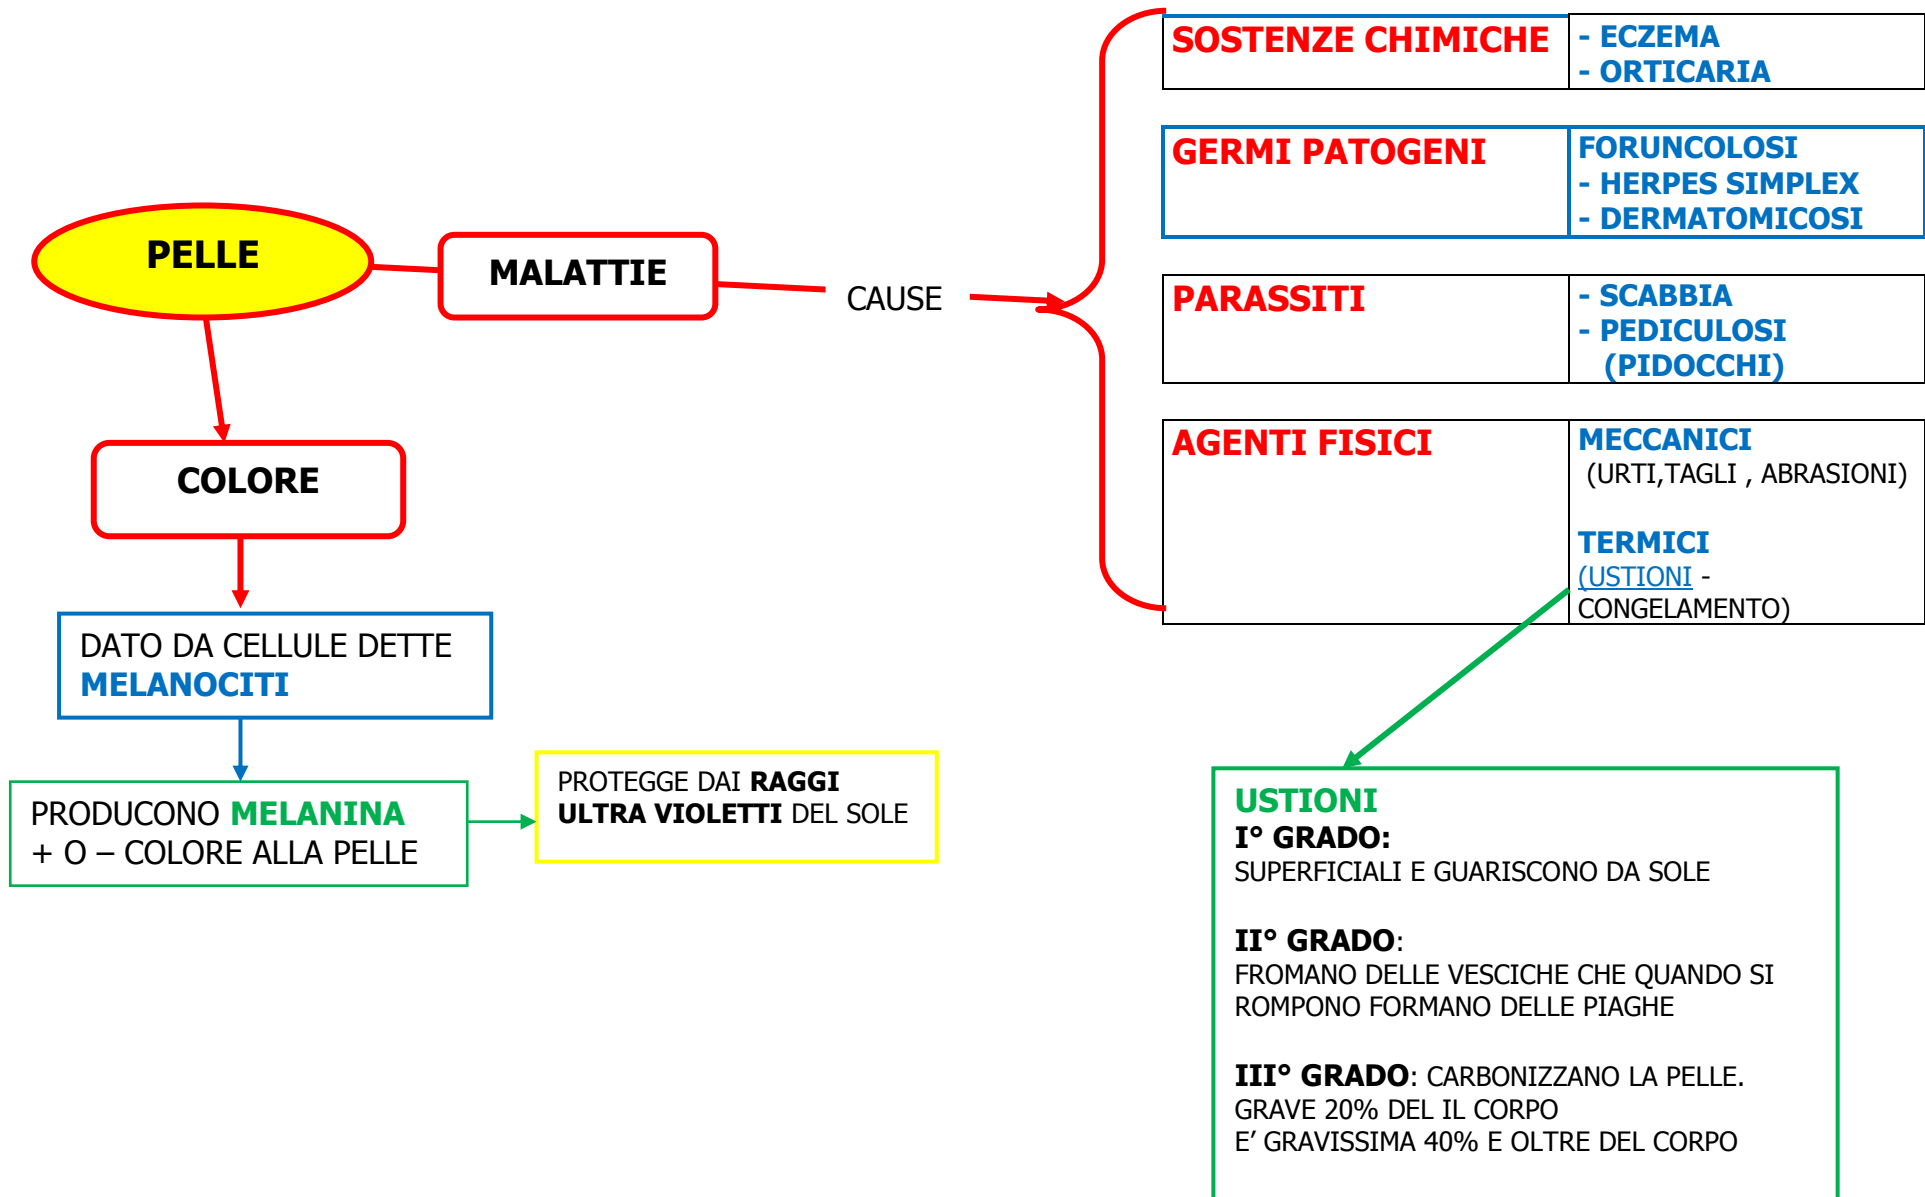 PELLE
MALATTIE
CAUSE
SOSTENZE CHIMICHE
- ECZEMA
- ORTICARIA
GERMI PATOGENI
FORUNCOLOSI
- HERPES SIMPLEX
- DERMATOMICOSI
PARASSITI
- SCABBIA
- PEDICULOSI
(PIDOCCHI)
AGENTI FISICI
MECCANICI
(URTI,TAGLI , ABRASIONI)
TERMICI
(USTIONI -
CONGELAMENTO)
COLORE
DATO DA CELLULE DETTE
MELANOCITI
PRODUCONO MELANINA
+ O – COLORE ALLA PELLE
PROTEGGE DAI RAGGI
ULTRA VIOLETTI DEL SOLE
USTIONI
I° GRADO:
SUPERFICIALI E GUARISCONO DA SOLE
II° GRADO:
FROMANO DELLE VESCICHE CHE QUANDO SI
ROMPONO FORMANO DELLE PIAGHE
III° GRADO: CARBONIZZANO LA PELLE.
GRAVE 20% DEL IL CORPO
E’ GRAVISSIMA 40% E OLTRE DEL CORPO